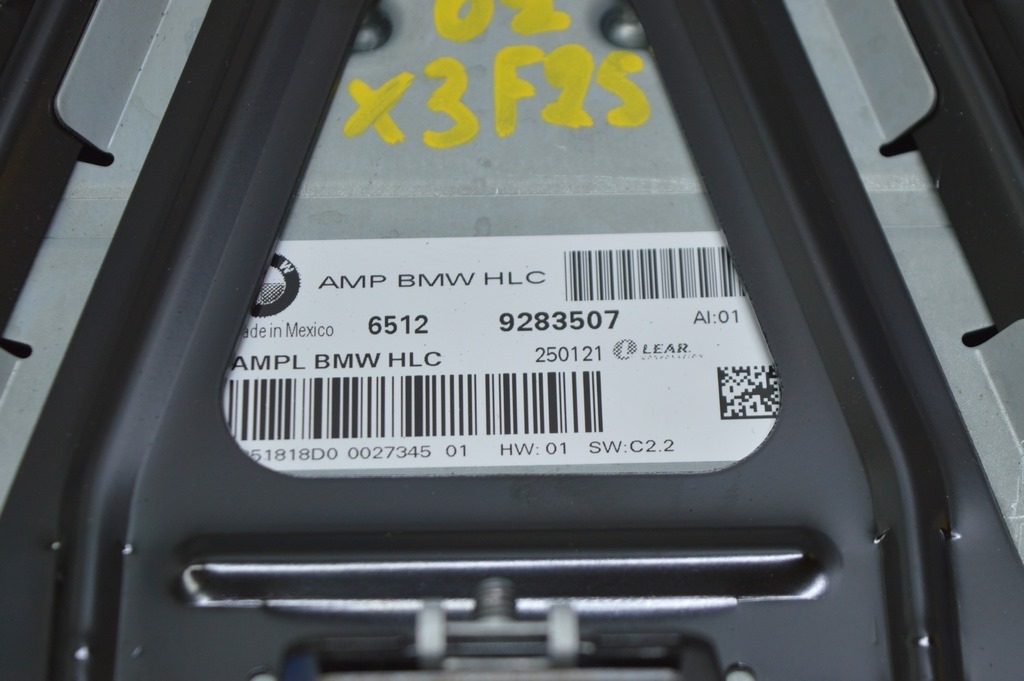 X3F25
AMP BMW HLC
ade in Mexico 6512 9283507 AI:01
AMPL BMW HLC 250121 LEAR.
CORPORATION
51818D0 0027345 01 HW: 01 SW:C2.2